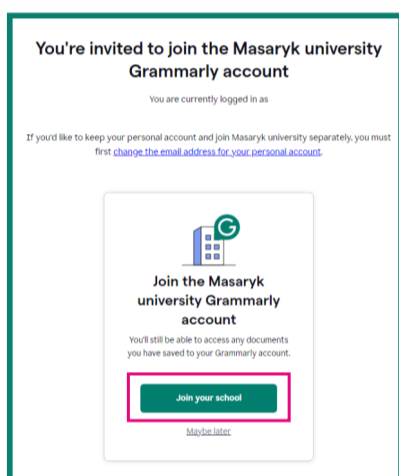 You're invited to join the Masaryk university
Grammarly account
You are currently logged in as
If you'd like to keep your personal account and join Masaryk university separately, you must
first change the email address for your personal account.
G
Join the Masaryk
university Grammarly
account
You'll still be able to access any documents
you have saved to your Grammarly account.
Join your school
Maybe later